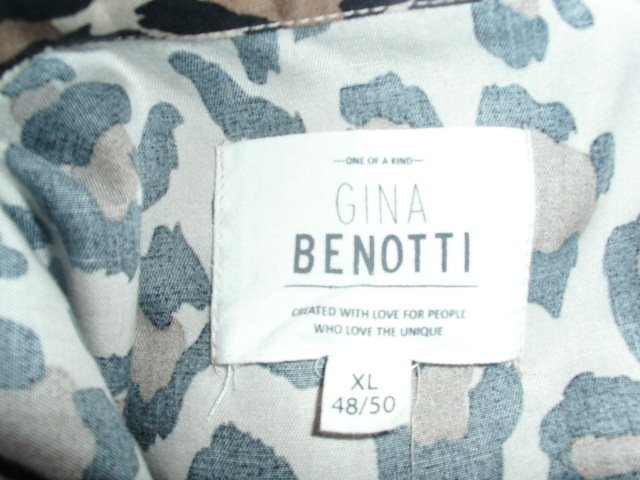 —ONE OF A KIND—
GINA
BENOTTI
CREATED WITH LOVE FOR PEOPLE
WHO LOVE THE UNIQUE
XL
48/50